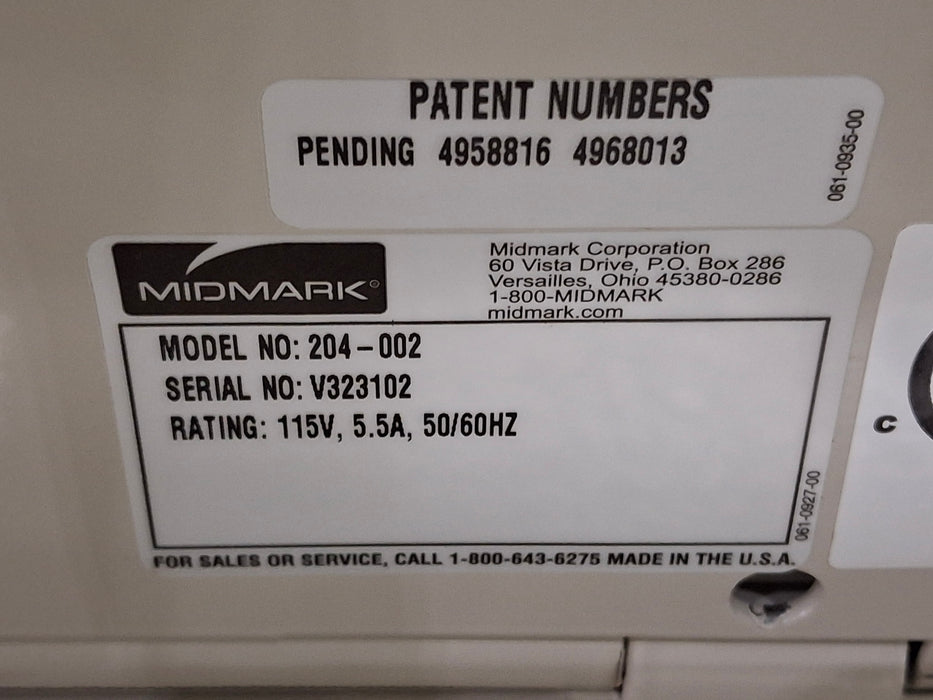 PATENT NUMBERS
PENDING 4958816 4968013
061-0935-00
MIDMARK®
Midmark Corporation
60 Vista Drive, P.O. Box 286
Versailles, Ohio 45380-0286
1-800-MIDMARK
midmark.com
MODEL NO: 204-002
SERIAL NO: V323102
RATING: 115V, 5.5A, 50/60HZ
061-0927-00
FOR SALES OR SERVICE, CALL 1-800-643-6275 MADE IN THE U.S.A.
C